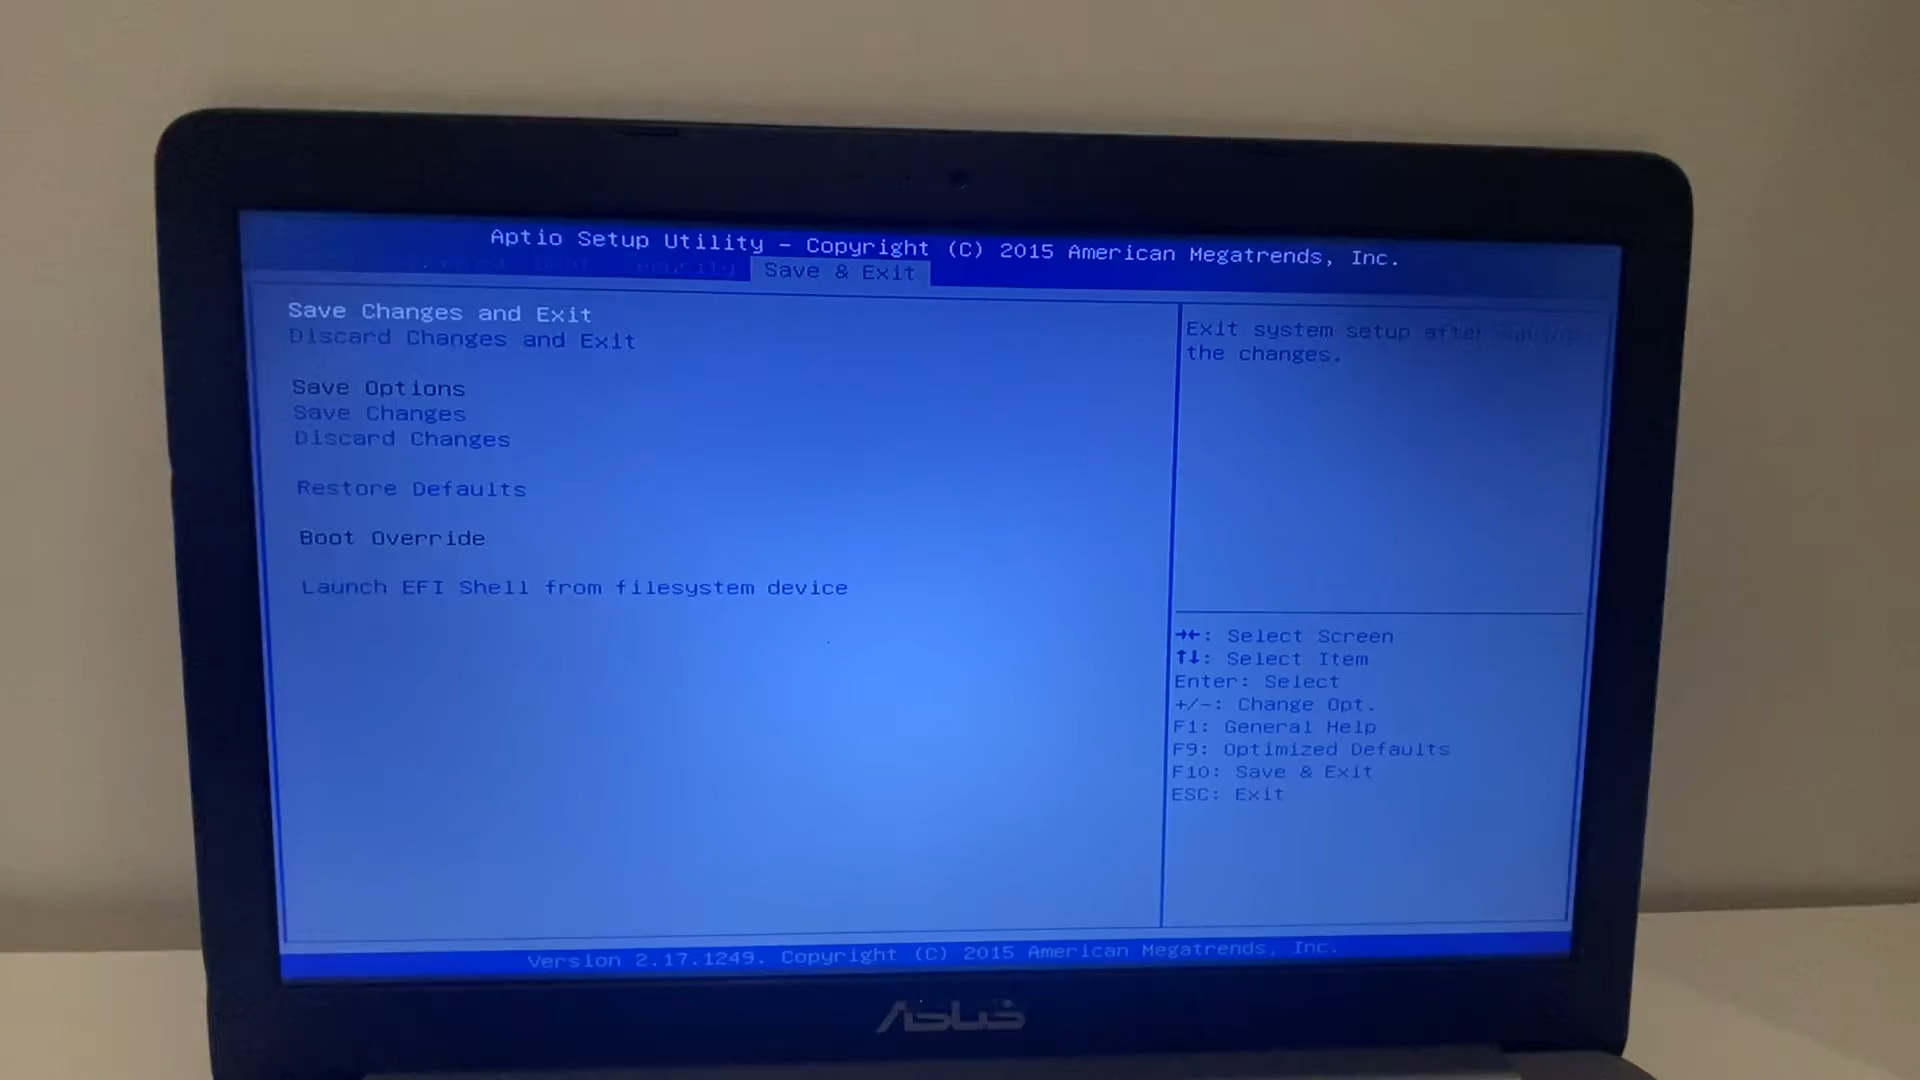 Aptio Setup Utility – Copyright (C) 2015 American Megatrends, Inc.
Save & Exit
Save Changes and Exit
Discard Changes and Exit
Save Options
Save Changes
Discard Changes
Restore Defaults
Boot Override
Launch EFI Shell from filesystem device
Exit system setup after
the changes.
→←: Select Screen
↑↓: Select Item
Enter: Select
+/-: Change Opt.
F1: General Help
F9: Optimized Defaults
F10: Save & Exit
ESC: Exit
Version 2.17.1249. Copyright (C) 2015 American Megatrends, Inc.
ASUS